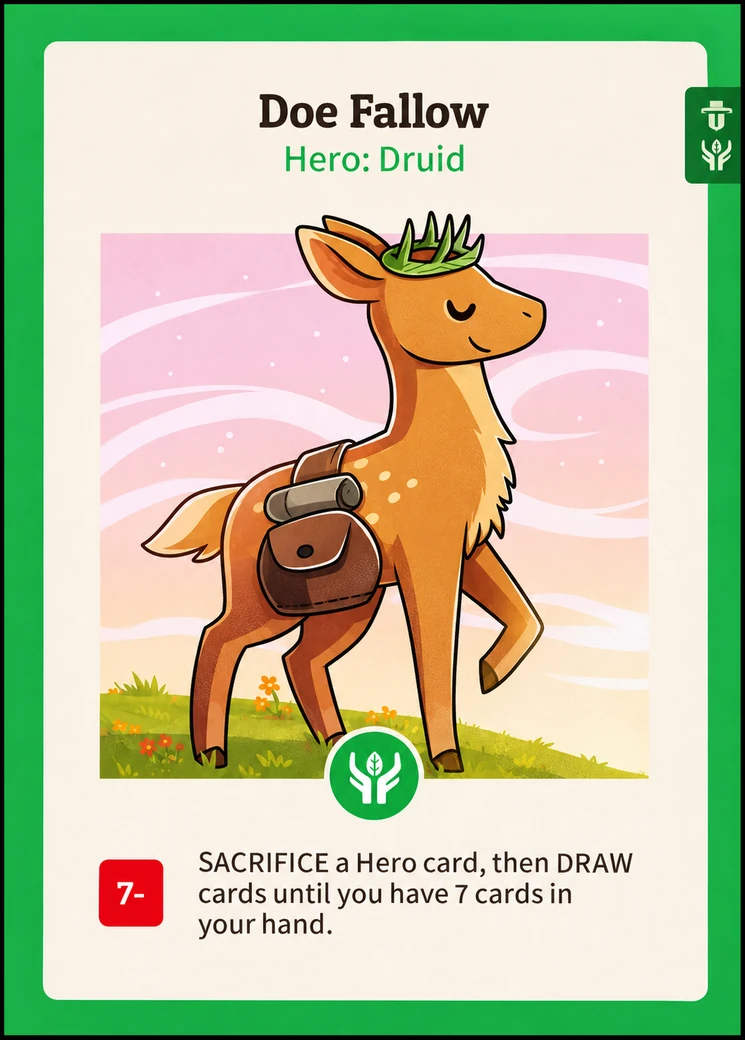 Doe Fallow
Hero: Druid
7-
SACRIFICE a Hero card, then DRAW
cards until you have 7 cards in
your hand.